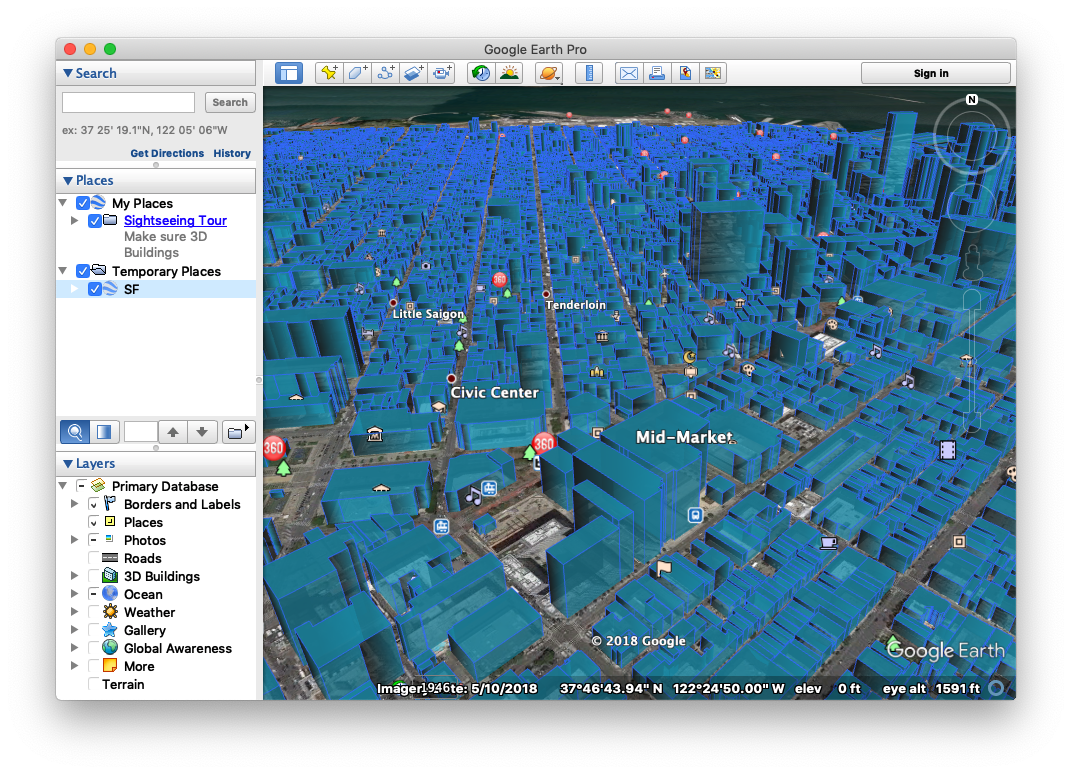 Google Earth Pro
Search
Search
ex: 37 25' 19.1"N, 122 05' 06"W
Get Directions History
Places
My Places
Sightseeing Tour
Make sure 3D
Buildings
Temporary Places
SF
Layers
Primary Database
Borders and Labels
Places
Photos
Roads
3D Buildings
Ocean
Weather
Gallery
Global Awareness
More
Terrain
Sign in
N
360
Little Saigon
Tenderloin
Civic Center
Mid-Market
360
360
© 2018 Google
Google Earth
1946
5/10/2018 37°46'43.94" N 122°24'50.00" W elev 0 ft eye alt 1591 ft